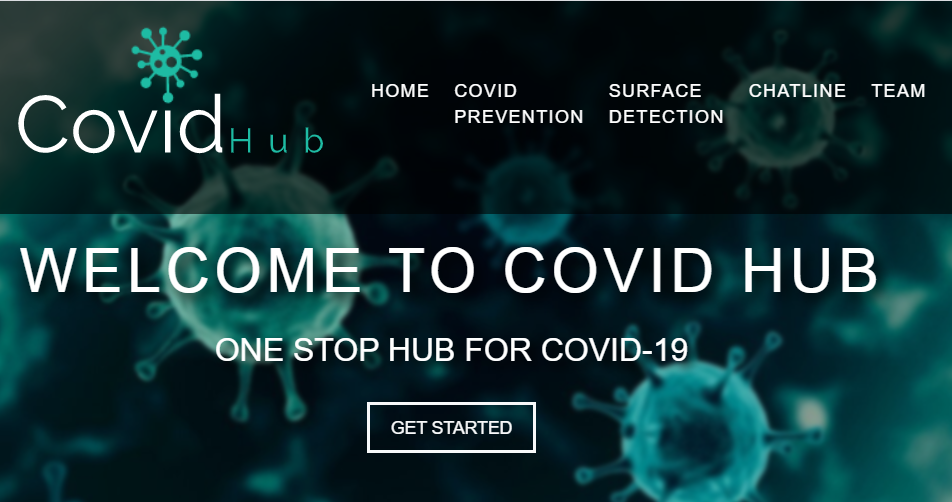 Covid Hub
HOME
COVID PREVENTION
SURFACE DETECTION
CHATLINE
TEAM
WELCOME TO COVID HUB
ONE STOP HUB FOR COVID-19
GET STARTED